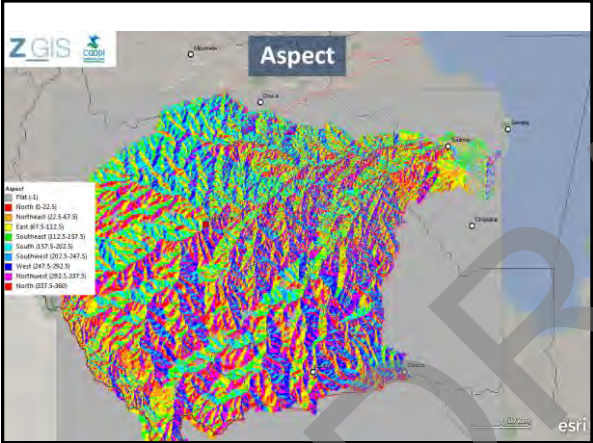 Z GIS
Aspect
Salima
Aspect
Flat (-1)
North (0-22.5)
Northeast (22.5-67.5)
East (67.5-112.5)
Southeast (112.5-157.5)
South (157.5-202.5)
Southwest (202.5-247.5)
West (247.5-292.5)
Northwest (292.5-337.5)
North (337.5-360)
esri